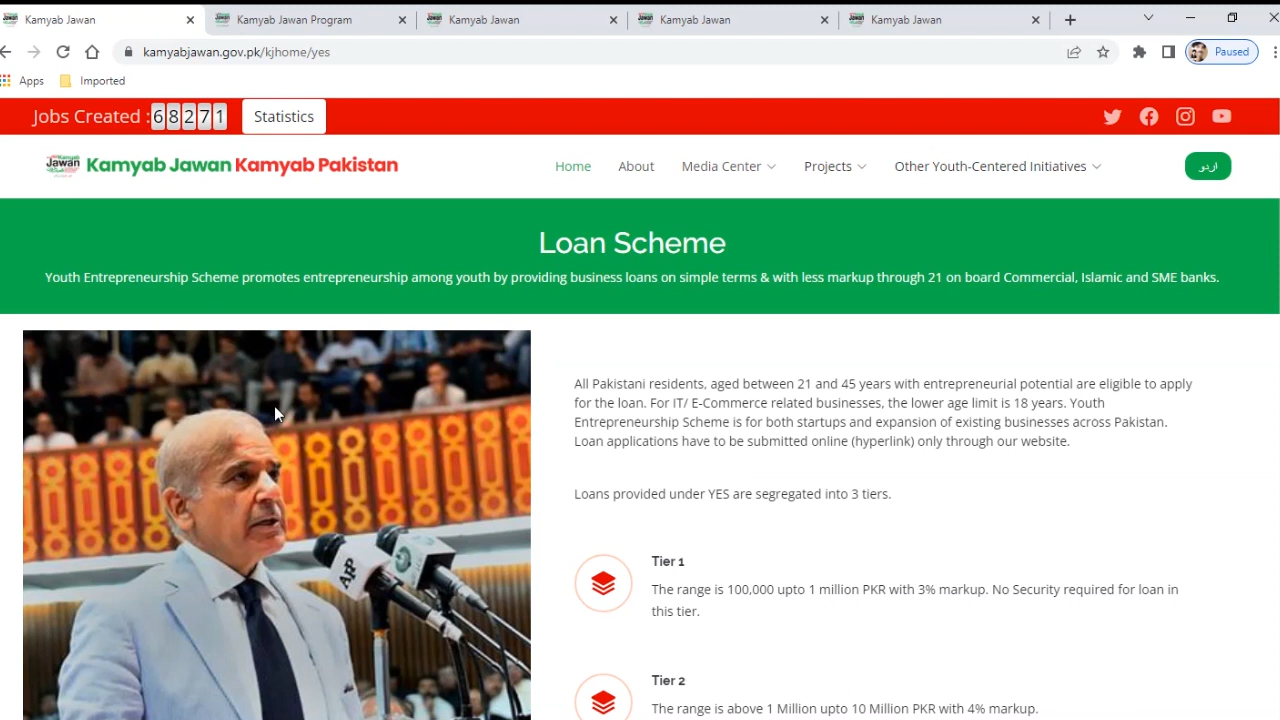 Kamyab Jawan
Kamyab Jawan Program
Kamyab Jawan
Kamyab Jawan
Kamyab Jawan
kamyabjawan.gov.pk/kjhome/yes
Paused
Apps
Imported
Jobs Created :68271
Statistics
Jawan
Kamyab Jawan Kamyab Pakistan
Home
About
Media Center
Projects
Other Youth-Centered Initiatives
اردو
Loan Scheme
Youth Entrepreneurship Scheme promotes entrepreneurship among youth by providing business loans on simple terms & with less markup through 21 on board Commercial, Islamic and SME banks.
All Pakistani residents, aged between 21 and 45 years with entrepreneurial potential are eligible to apply
for the loan. For IT/ E-Commerce related businesses, the lower age limit is 18 years. Youth
Entrepreneurship Scheme is for both startups and expansion of existing businesses across Pakistan.
Loan applications have to be submitted online (hyperlink) only through our website.
Loans provided under YES are segregated into 3 tiers.
Tier 1
The range is 100,000 upto 1 million PKR with 3% markup. No Security required for loan in
this tier.
Tier 2
The range is above 1 Million upto 10 Million PKR with 4% markup.
APP